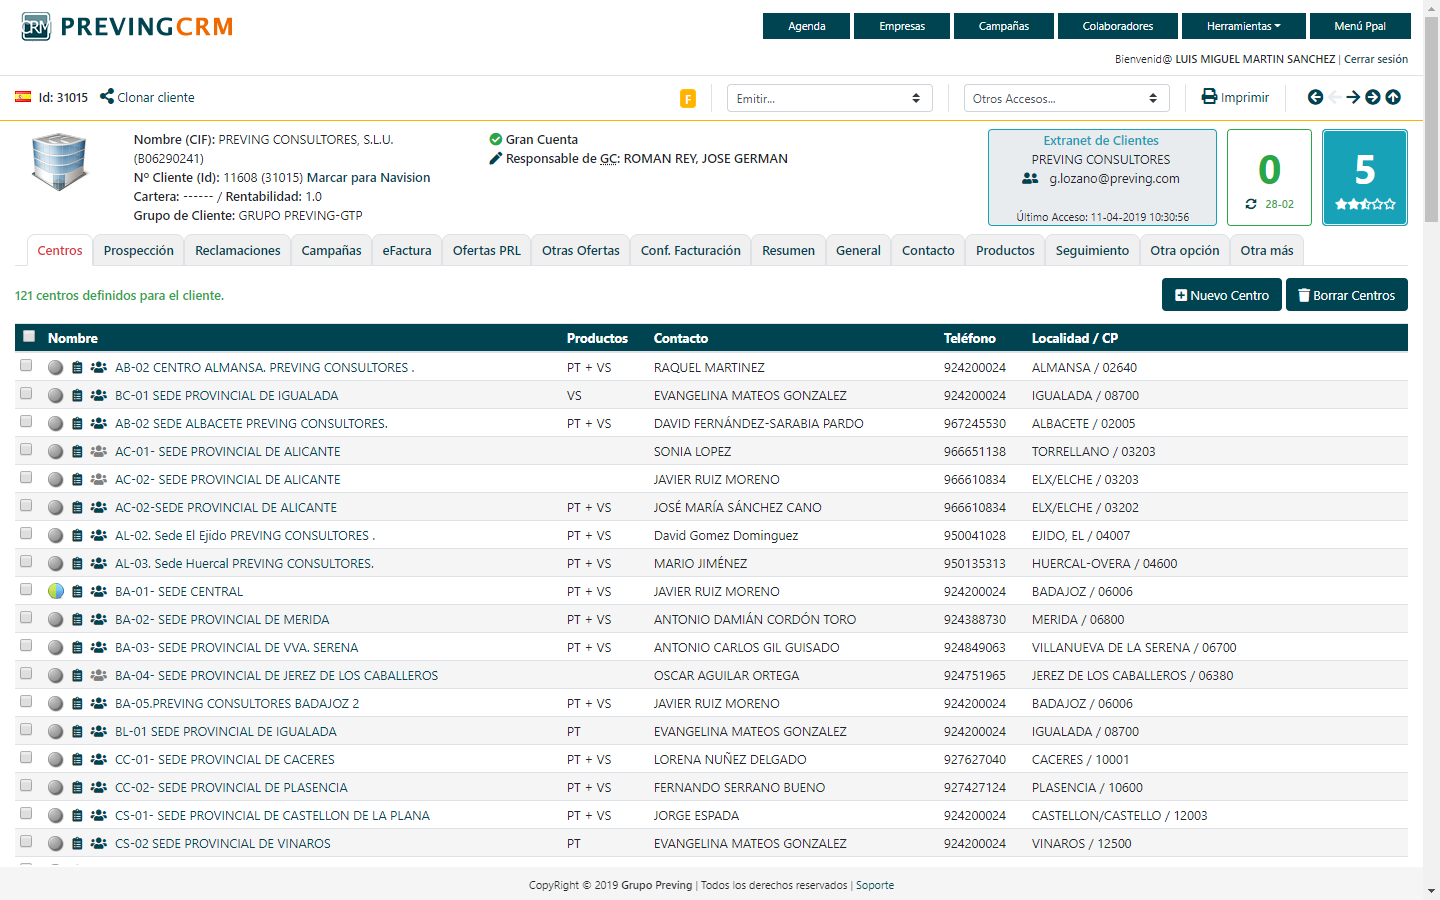 CRM PREVINGCRM
Agenda Empresas Campañas Colaboradores Herramientas Menú Ppal
Bienvenid@ LUIS MIGUEL MARTIN SANCHEZ | Cerrar sesión
Id: 31015 Clonar cliente F Emitir... Otros Accesos... Imprimir
Nombre (CIF): PREVING CONSULTORES, S.L.U.
(B06290241)
Nº Cliente (Id): 11608 (31015) Marcar para Navision
Cartera: ------ / Rentabilidad: 1.0
Grupo de Cliente: GRUPO PREVING-GTP
Gran Cuenta
Responsable de GC: ROMAN REY, JOSE GERMAN
Extranet de Clientes
PREVING CONSULTORES
g.lozano@preving.com
Último Acceso: 11-04-2019 10:30:56
0
28-02
5
Centros Prospección Reclamaciones Campañas eFactura Ofertas PRL Otras Ofertas Conf. Facturación Resumen General Contacto Productos Seguimiento Otra opción Otra más
121 centros definidos para el cliente.
Nuevo Centro Borrar Centros
Nombre Productos Contacto Teléfono Localidad / CP
AB-02 CENTRO ALMANSA. PREVING CONSULTORES . PT + VS RAQUEL MARTINEZ 924200024 ALMANSA / 02640
BC-01 SEDE PROVINCIAL DE IGUALADA VS EVANGELINA MATEOS GONZALEZ 924200024 IGUALADA / 08700
AB-02 SEDE ALBACETE PREVING CONSULTORES. PT + VS DAVID FERNÁNDEZ-SARABIA PARDO 967245530 ALBACETE / 02005
AC-01- SEDE PROVINCIAL DE ALICANTE SONIA LOPEZ 966651138 TORRELLANO / 03203
AC-02- SEDE PROVINCIAL DE ALICANTE JAVIER RUIZ MORENO 966610834 ELX/ELCHE / 03203
AC-02-SEDE PROVINCIAL DE ALICANTE PT + VS JOSÉ MARÍA SÁNCHEZ CANO 966610834 ELX/ELCHE / 03202
AL-02. Sede El Ejido PREVING CONSULTORES . PT + VS David Gomez Dominguez 950041028 EJIDO, EL / 04007
AL-03. Sede Huercal PREVING CONSULTORES. PT + VS MARIO JIMÉNEZ 950135313 HUERCAL-OVERA / 04600
BA-01- SEDE CENTRAL PT + VS JAVIER RUIZ MORENO 924200024 BADAJOZ / 06006
BA-02- SEDE PROVINCIAL DE MERIDA PT + VS ANTONIO DAMIÁN CORDÓN TORO 924388730 MERIDA / 06800
BA-03- SEDE PROVINCIAL DE VVA. SERENA PT + VS ANTONIO CARLOS GIL GUISADO 924849063 VILLANUEVA DE LA SERENA / 06700
BA-04- SEDE PROVINCIAL DE JEREZ DE LOS CABALLEROS OSCAR AGUILAR ORTEGA 924751965 JEREZ DE LOS CABALLEROS / 06380
BA-05.PREVING CONSULTORES BADAJOZ 2 PT + VS JAVIER RUIZ MORENO 924200024 BADAJOZ / 06006
BL-01 SEDE PROVINCIAL DE IGUALADA PT EVANGELINA MATEOS GONZALEZ 924200024 IGUALADA / 08700
CC-01- SEDE PROVINCIAL DE CACERES PT + VS LORENA NUÑEZ DELGADO 927627040 CACERES / 10001
CC-02- SEDE PROVINCIAL DE PLASENCIA PT + VS FERNANDO SERRANO BUENO 927427124 PLASENCIA / 10600
CS-01- SEDE PROVINCIAL DE CASTELLON DE LA PLANA PT + VS JORGE ESPADA 924200024 CASTELLON/CASTELLO / 12003
CS-02 SEDE PROVINCIAL DE VINAROS PT EVANGELINA MATEOS GONZALEZ 924200024 VINAROS / 12500
CopyRight © 2019 Grupo Preving | Todos los derechos reservados | Soporte